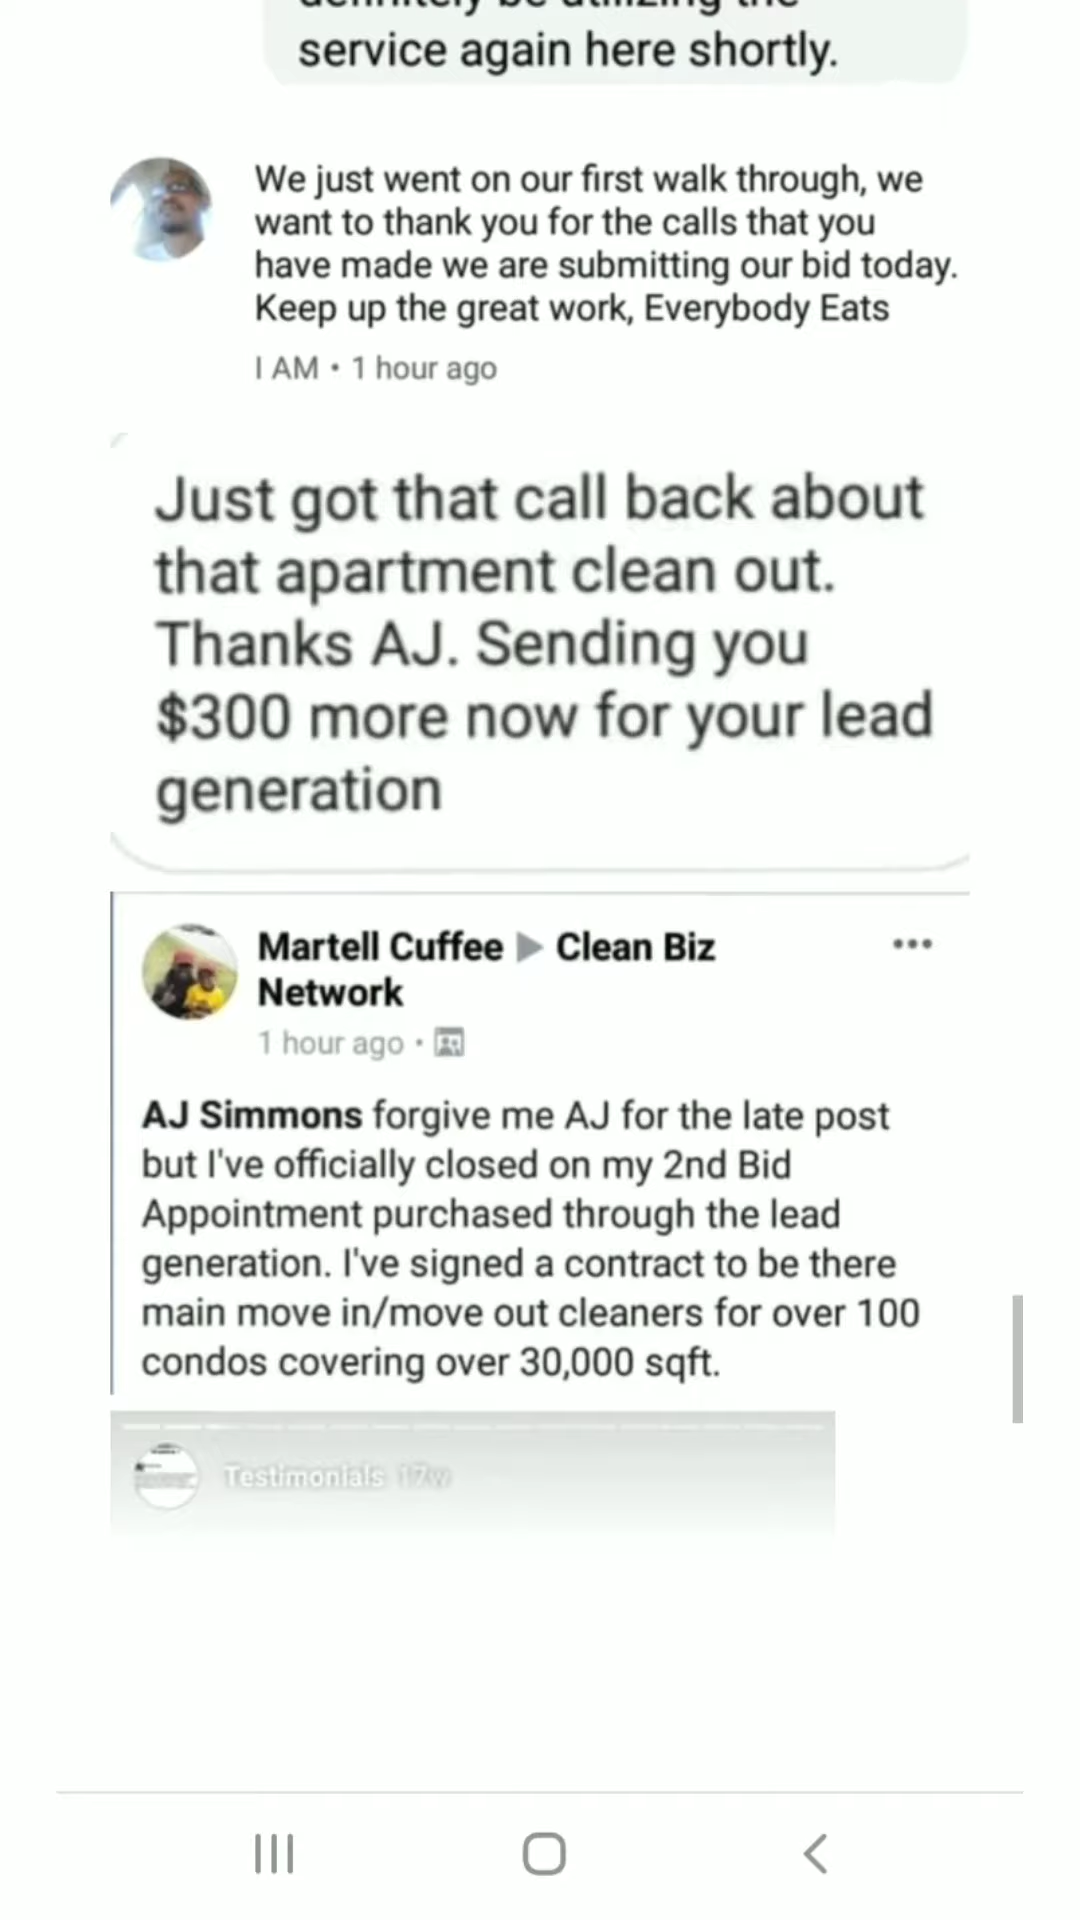 service again here shortly.
We just went on our first walk through, we
want to thank you for the calls that you
have made we are submitting our bid today.
Keep up the great work, Everybody Eats
I AM • 1 hour ago
Just got that call back about
that apartment clean out.
Thanks AJ. Sending you
$300 more now for your lead
generation
Martell Cuffee ▶ Clean Biz
Network
1 hour ago •
AJ Simmons forgive me AJ for the late post
but I've officially closed on my 2nd Bid
Appointment purchased through the lead
generation. I've signed a contract to be there
main move in/move out cleaners for over 100
condos covering over 30,000 sqft.
Testimonials 17w